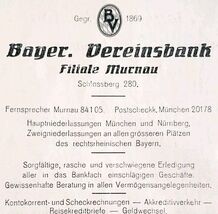 Gegr. BV 1869
Bayer. Vereinsbank
Filiale Murnau
Schlossberg 280.
Fernsprecher Murnau 84105. Postscheckk. München 20178
Hauptniederlassungen München und Nürnberg,
Zweigniederlassungen an allen grösseren Plätzen
des rechtsrheinischen Bayern.
Sorgfältige, rasche und verschwiegene Erledigung
aller in das Bankfach einschlägigen Geschäfte.
Gewissenhafte Beratung in allen Vermögensangelegenheiten.
Kontokorrent- und Scheckrechnungen — Akkreditivverkehr —
Reisekreditbriefe — Geldwechsel.